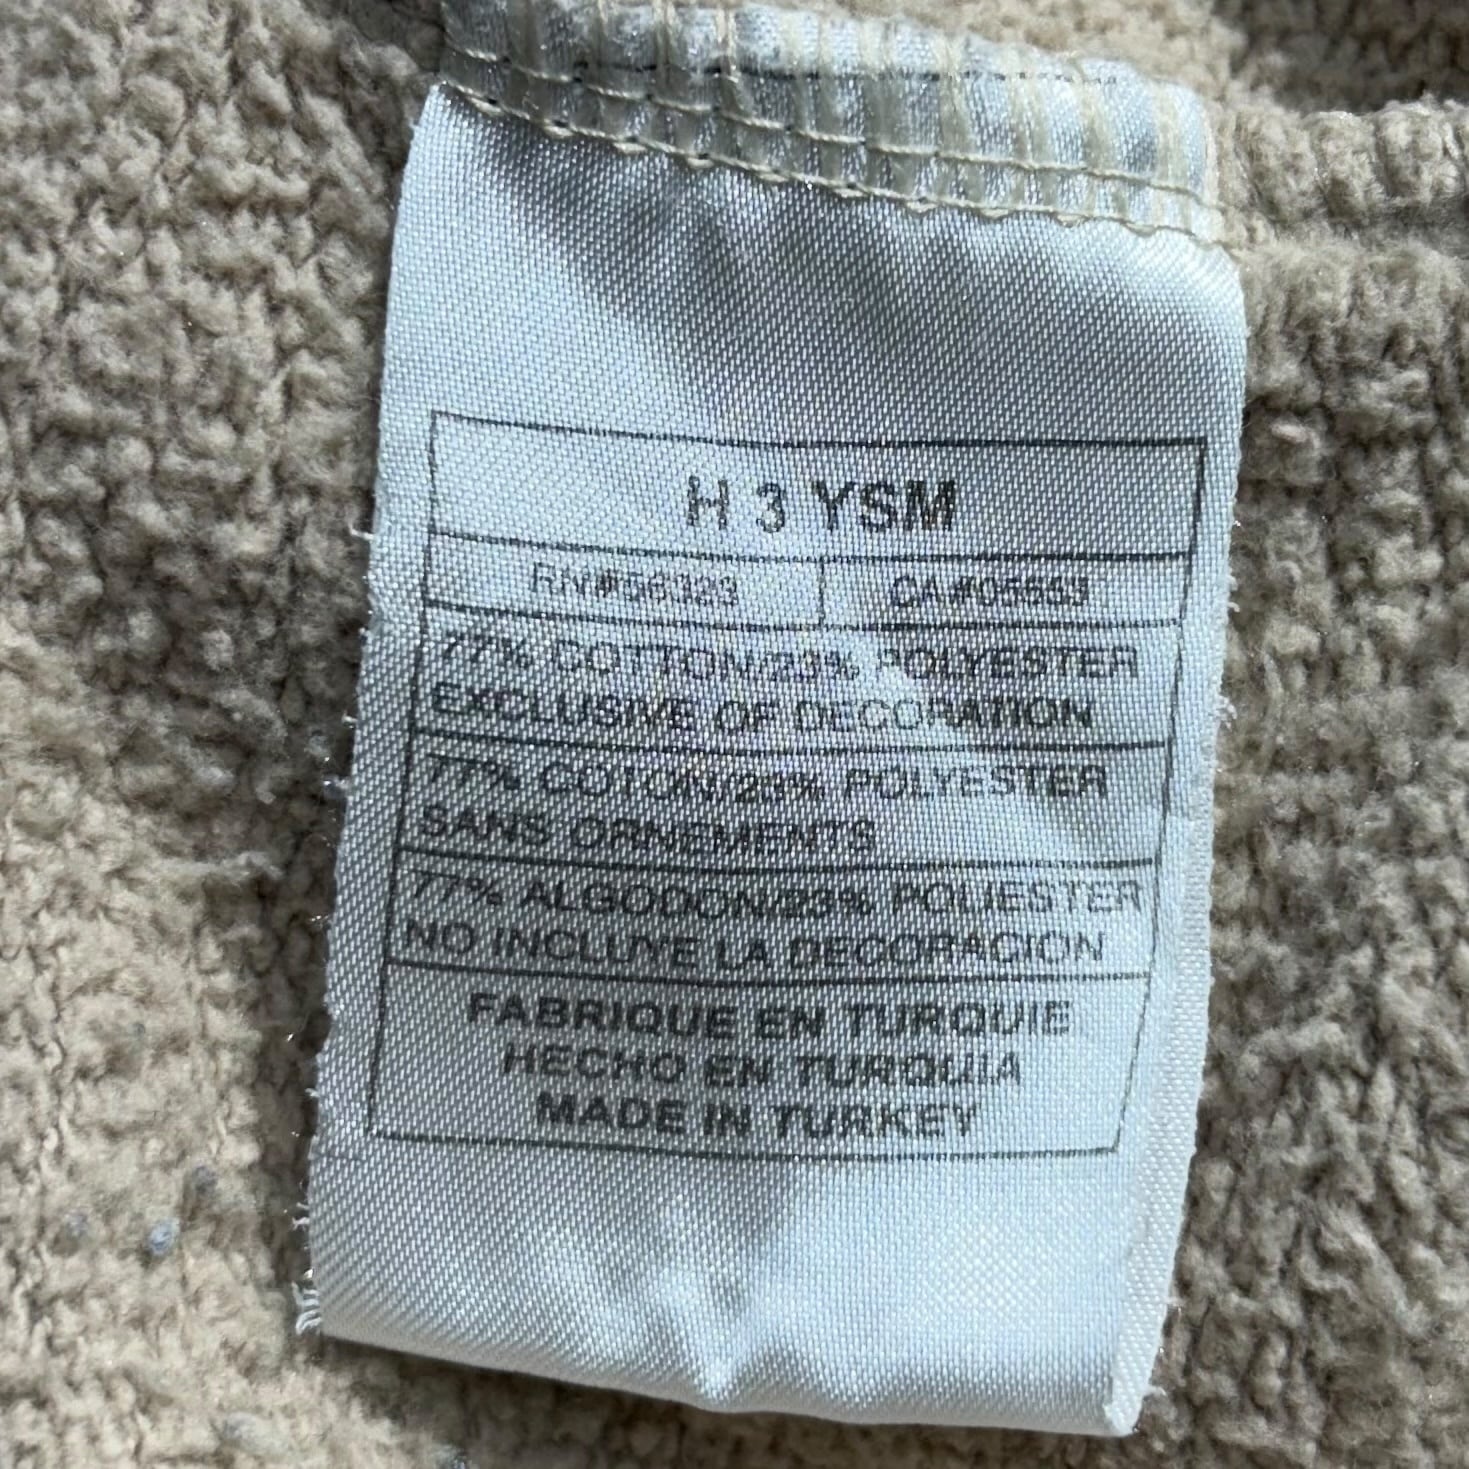 H 3 YSM
RN#56323
CA#05553
77% COTTON/23% POLYESTER
EXCLUSIVE OF DECORATION
77% COTON/23% POLYESTER
SANS ORNEMENTS
77% ALGODON/23% POLIESTER
NO INCLUYE LA DECORACION
FABRIQUE EN TURQUIE
HECHO EN TURQUIA
MADE IN TURKEY